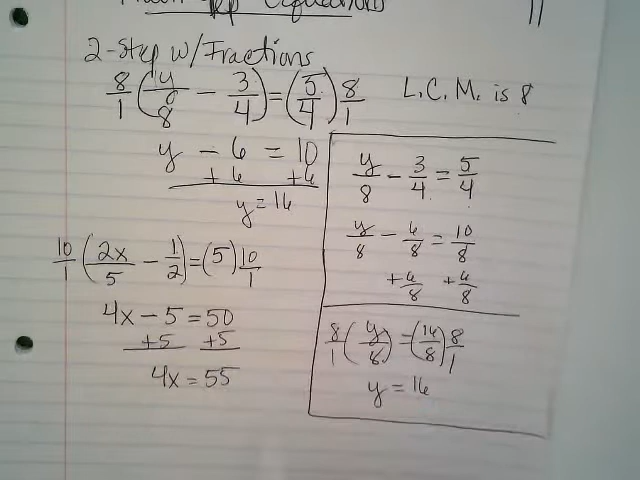 Equations 11
2-Step w/Fractions
8/1 (y/8 - 3/4) = (5/4) 8/1 L.C.M. is 8
y - 6 = 10
+6 +6
y = 16
10/1 (2x/5 - 1/2) = (5) 10/1
4x - 5 = 50
+5 +5
4x = 55
y/8 - 3/4 = 5/4
y/8 - 6/8 = 10/8
+6/8 +6/8
8/1 (y/8) = (16/8) 8/1
y = 16